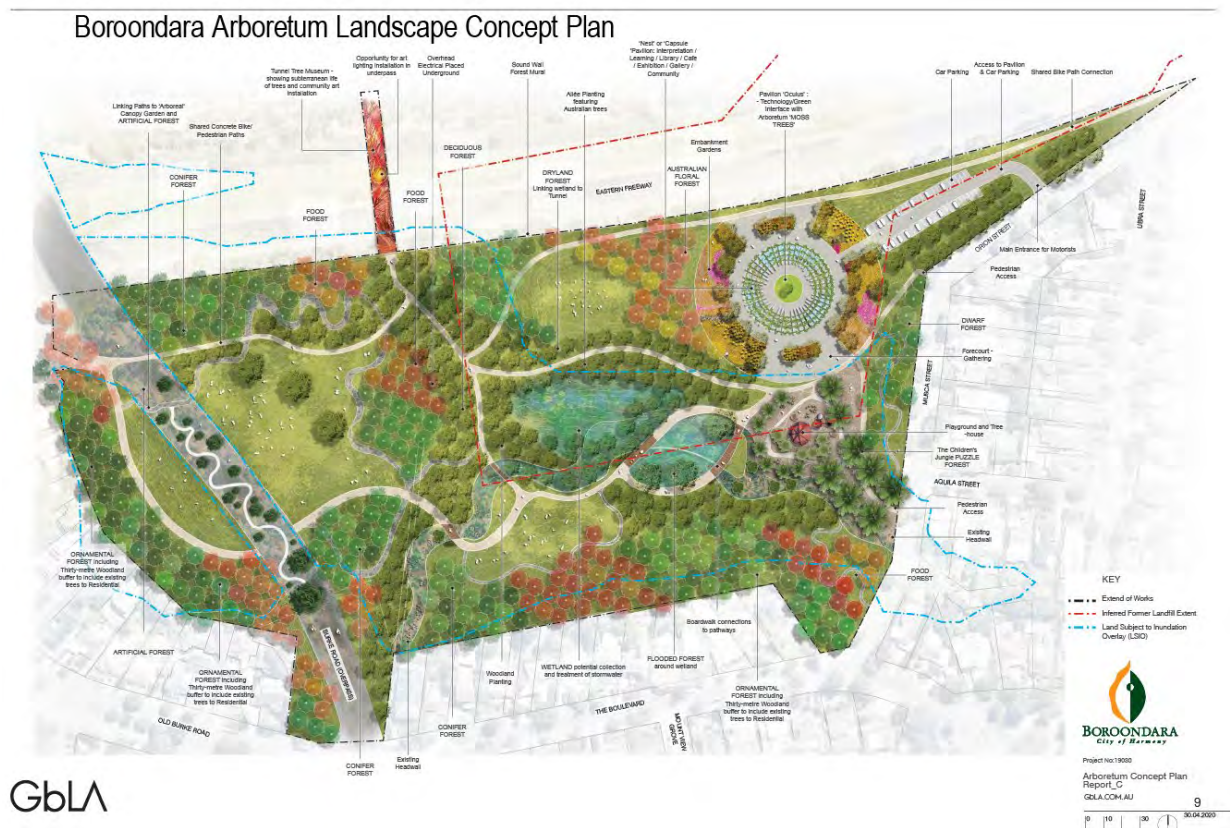 Boroondara Arboretum Landscape Concept Plan
Tunnel Tree Museum -
showing subterranean life
of trees and community art
installation
Opportunity for art
lighting installation in
underpass
Overhead
Electrical Placed
Underground
Sound Wall
Forest Mural
'Nest' or 'Capsule
'Pavilion: Interpretation /
Learning / Library / Cafe
/ Exhibition / Gallery /
Community
Car Parking
Access to Pavilion
& Car Parking
Shared Bike Path Connection
Linking Paths to 'Arboreal'
Canopy Garden and
ARTIFICIAL FOREST
Shared Concrete Bike/
Pedestrian Paths
Allée Planting
featuring
Australian trees
Pavilion 'Oculus' :
- Technology/Green
Interface with
Arboretum 'MOSS
TREES'
Embankment
Gardens
DECIDUOUS
FOREST
CONIFER
FOREST
FOOD
FOREST
FOOD
FOREST
DRYLAND
FOREST
Linking wetland to
Tunnel
EASTERN FREEWAY
AUSTRALIAN
FLORAL
FOREST
URSA STREET
ORION STREET
Main Entrance for Motorists
Pedestrian
Access
DWARF
FOREST
Forecourt -
Gathering
MUSCA STREET
Playground and Tree
-house
The Children's
Jungle PUZZLE
FOREST
AQUILA STREET
Pedestrian
Access
Existing
Headwall
FOOD
FOREST
ORNAMENTAL
FOREST including
Thirty-metre Woodland
buffer to include existing
trees to Residential
ARTIFICIAL FOREST
ORNAMENTAL
FOREST including
Thirty-metre Woodland
buffer to include existing
trees to Residential
OLD BURKE ROAD
BURKE ROAD (OVERPASS)
CONIFER
FOREST
Existing
Headwall
CONIFER
FOREST
Woodland
Planting
WETLAND potential collection
and treatment of stormwater
FLOODED FOREST
around wetland
Boardwalk connections
to pathways
THE BOULEVARD
MOUNT VIEW
GROVE
ORNAMENTAL
FOREST including
Thirty-metre Woodland
buffer to include existing
trees to Residential
KEY
Extend of Works
Inferred Former Landfill Extent
Land Subject to Inundation
Overlay (LSIO)
BOROONDARA
City of Harmony
Project No:19030
Arboretum Concept Plan
Report_C
GbLA.COM.AU
9
30.04.2020
0 10 30
GbLA